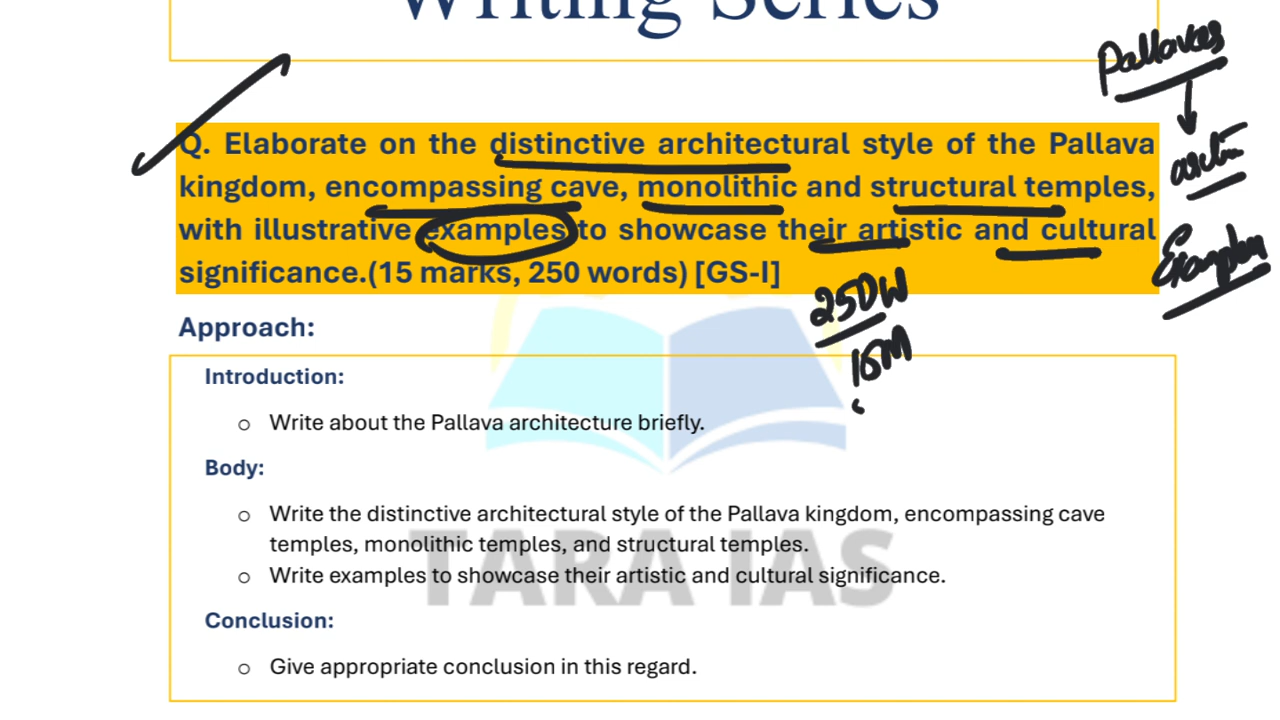 Writing Series
Pallavas
Q. Elaborate on the distinctive architectural style of the Pallava
kingdom, encompassing cave, monolithic and structural temples,
with illustrative examples to showcase their artistic and cultural
significance.(15 marks, 250 words) [GS-I]
Examples
250W
15M
Approach:
Introduction:
o Write about the Pallava architecture briefly.
Body:
o Write the distinctive architectural style of the Pallava kingdom, encompassing cave
temples, monolithic temples, and structural temples.
o Write examples to showcase their artistic and cultural significance.
TARA IAS
Conclusion:
o Give appropriate conclusion in this regard.